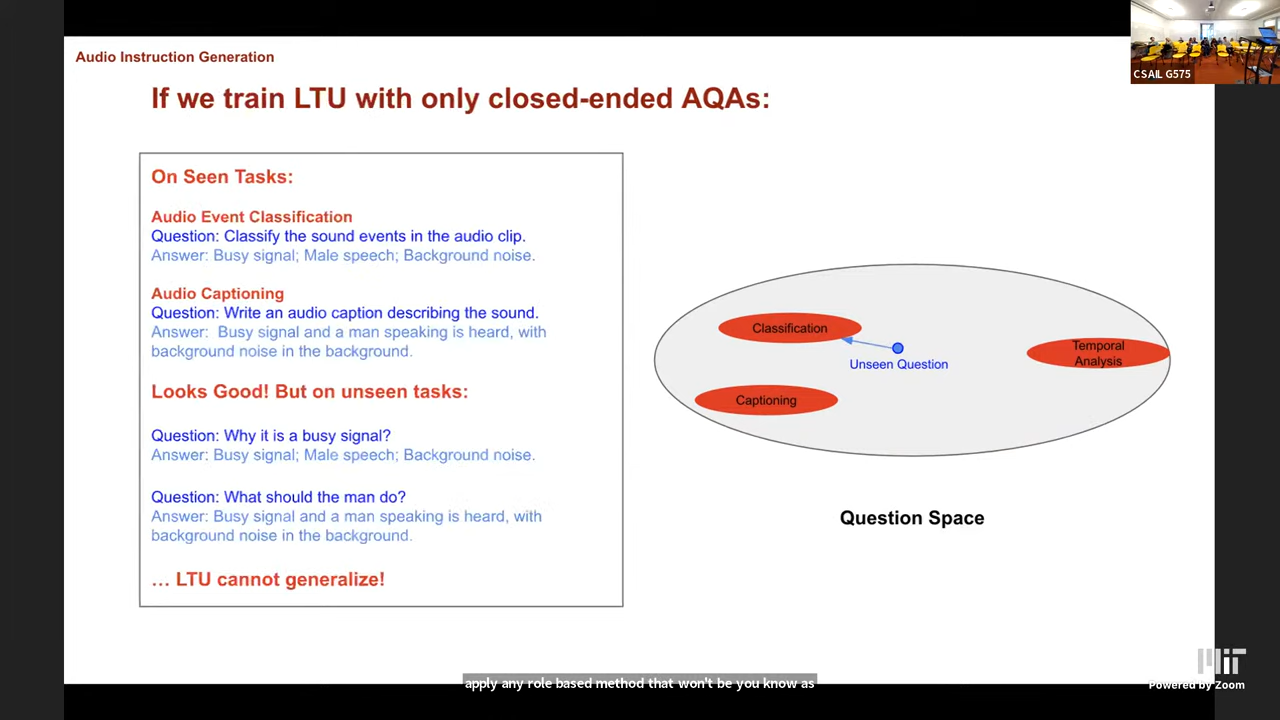 Audio Instruction Generation
If we train LTU with only closed-ended AQAs:
On Seen Tasks:
Audio Event Classification
Question: Classify the sound events in the audio clip.
Answer: Busy signal; Male speech; Background noise.
Audio Captioning
Question: Write an audio caption describing the sound.
Answer: Busy signal and a man speaking is heard, with
background noise in the background.
Looks Good! But on unseen tasks:
Question: Why it is a busy signal?
Answer: Busy signal; Male speech; Background noise.
Question: What should the man do?
Answer: Busy signal and a man speaking is heard, with
background noise in the background.
… LTU cannot generalize!
Classification
Unseen Question
Captioning
Temporal
Analysis
Question Space
CSAIL G575
apply any role based method that won't be you know as
MIT
Powered by Zoom